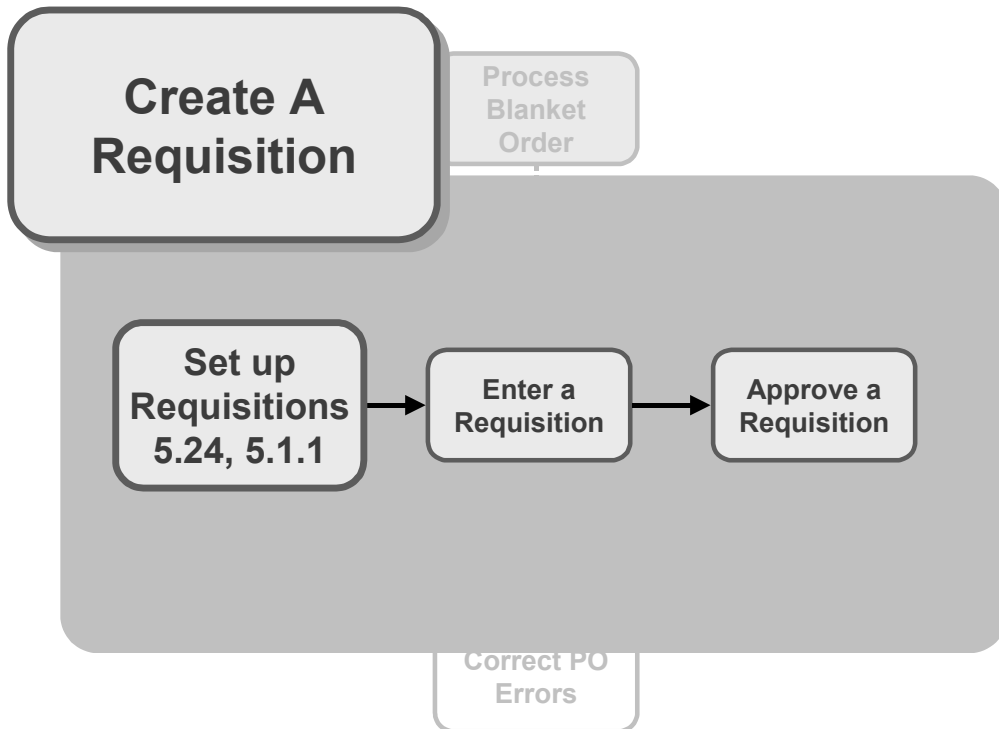 Create A
Requisition
Process
Blanket
Order
Set up
Requisitions
5.24, 5.1.1
Enter a
Requisition
Approve a
Requisition
Correct PO
Errors